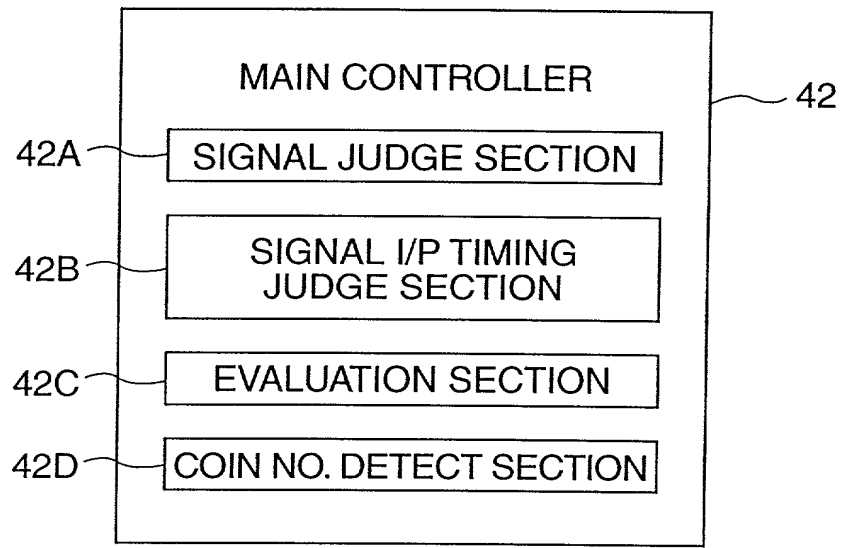 MAIN CONTROLLER
42
42A
SIGNAL JUDGE SECTION
42B
SIGNAL I/P TIMING
JUDGE SECTION
42C
EVALUATION SECTION
42D
COIN NO. DETECT SECTION